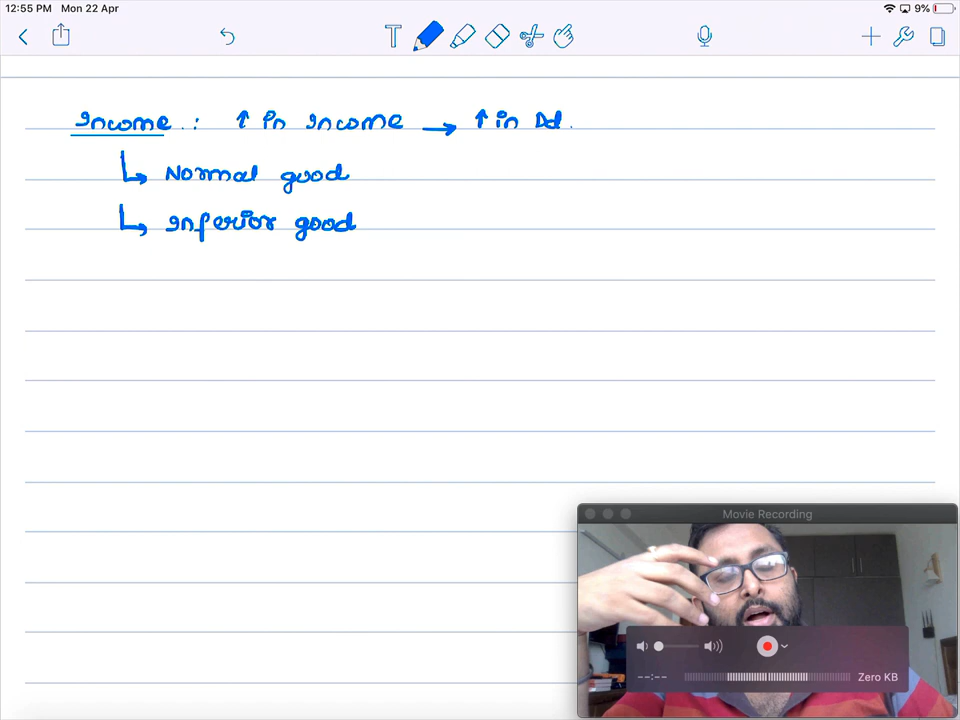 12:55 PM Mon 22 Apr 9%
Income : ↑ in Income → ↑ in Dd.
↳ Normal good
↳ Inferior good
Movie Recording
--:-- Zero KB